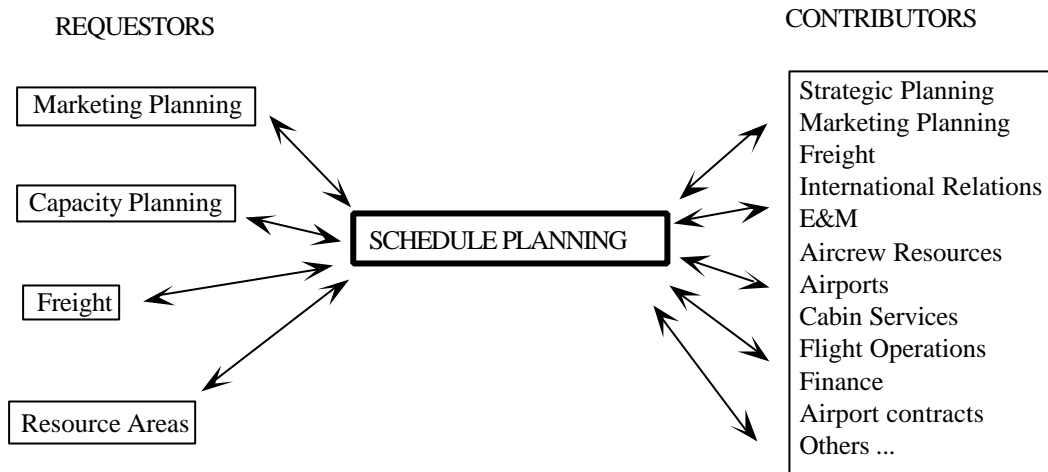 REQUESTORS
Marketing Planning
Capacity Planning
Freight
Resource Areas
SCHEDULE PLANNING
CONTRIBUTORS
Strategic Planning
Marketing Planning
Freight
International Relations
E&M
Aircrew Resources
Airports
Cabin Services
Flight Operations
Finance
Airport contracts
Others ...